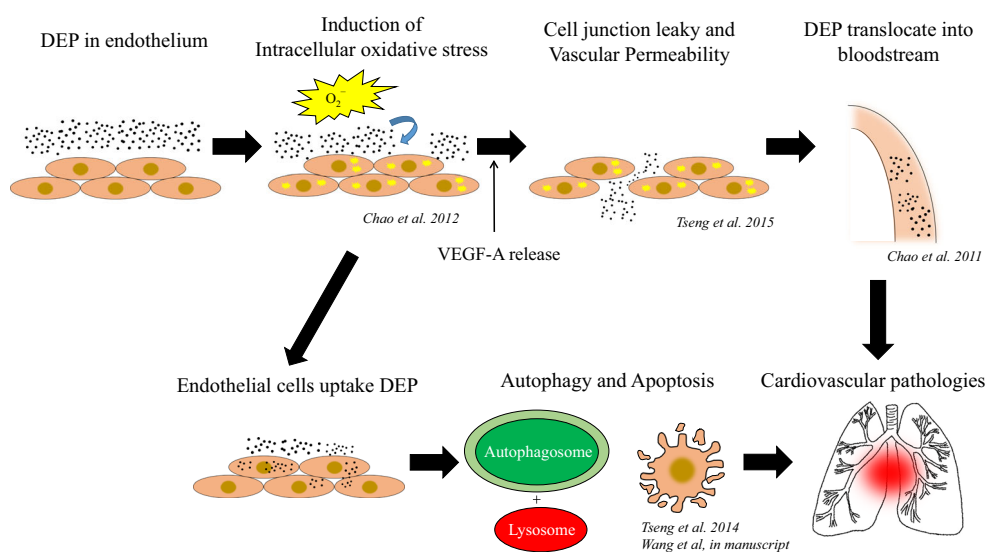 DEP in endothelium
Induction of
Intracellular oxidative stress
Cell junction leaky and
Vascular Permeability
DEP translocate into
bloodstream
O₂⁻
Chao et al. 2012
Tseng et al. 2015
Chao et al. 2011
VEGF-A release
Endothelial cells uptake DEP
Autophagy and Apoptosis
Cardiovascular pathologies
Autophagosome
+
Lysosome
Tseng et al. 2014
Wang et al, in manuscript